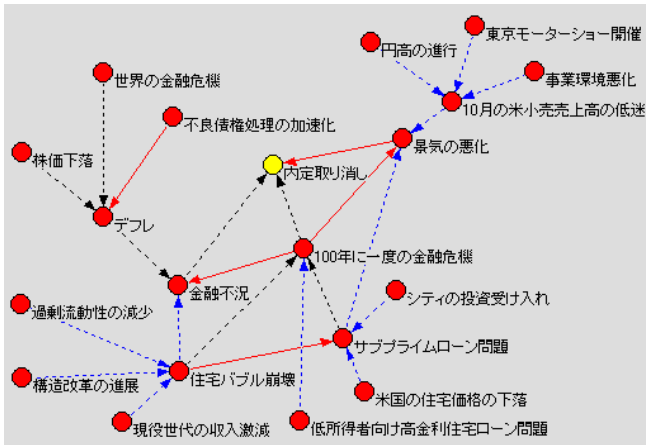 東京モーターショー開催
円高の進行
世界の金融危機
事業環境悪化
10月の米小売売上高の低迷
不良債権処理の加速化
景気の悪化
株価下落
内定取り消し
デフレ
100年に一度の金融危機
金融不況
シティの投資受け入れ
過剰流動性の減少
サブプライムローン問題
住宅バブル崩壊
構造改革の進展
米国の住宅価格の下落
現役世代の収入激減
低所得者向け高金利住宅ローン問題